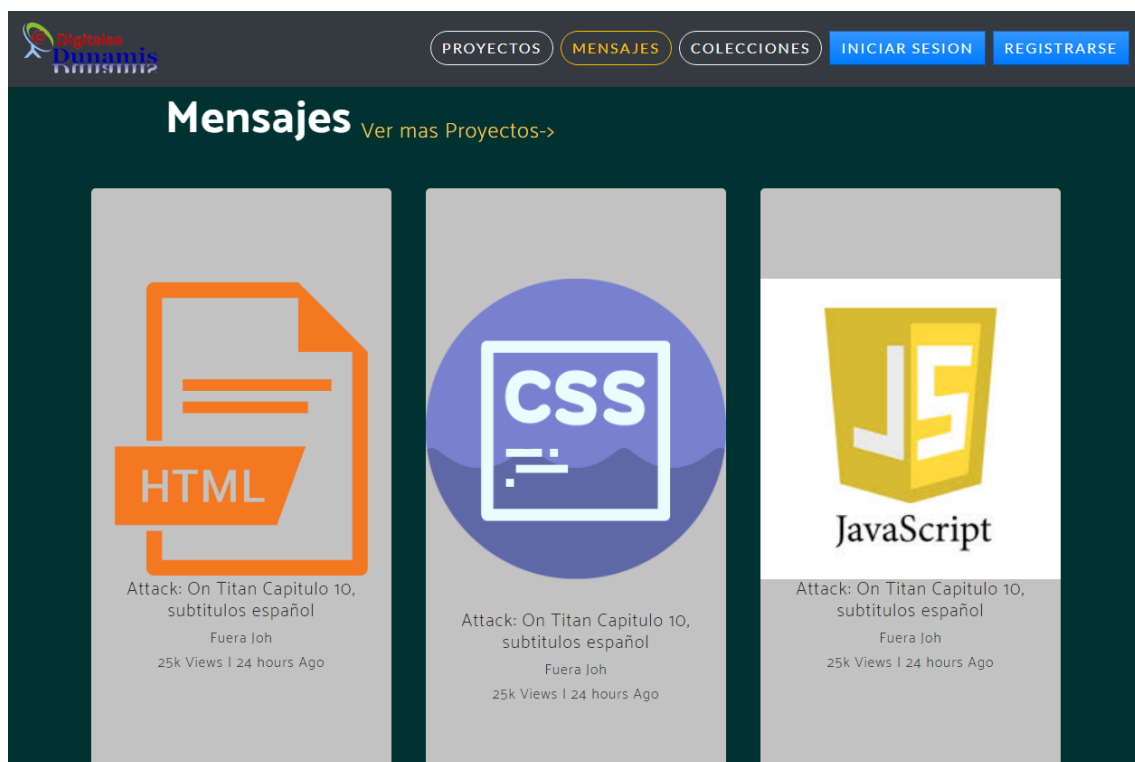 @
Digitales
Dunamis
PROYECTOS
MENSAJES
COLECCIONES
INICIAR SESION
REGISTRARSE
Mensajes
Ver mas Proyectos->
HTML
CSS
JS
JavaScript
Attack: On Titan Capitulo 10,
subtitulos español
Fuera Joh
25k Views | 24 hours Ago
Attack: On Titan Capitulo 10,
subtitulos español
Fuera Joh
25k Views | 24 hours Ago
Attack: On Titan Capitulo 10,
subtitulos español
Fuera Joh
25k Views | 24 hours Ago